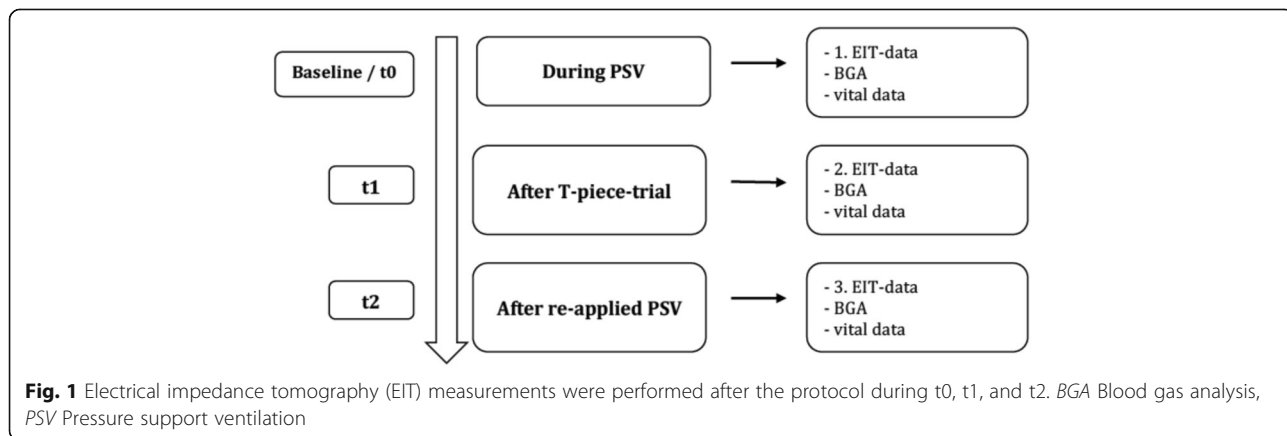 Baseline / t0
During PSV
- 1. EIT-data
- BGA
- vital data
t1
After T-piece-trial
- 2. EIT-data
- BGA
- vital data
t2
After re-applied PSV
- 3. EIT-data
- BGA
- vital data
Fig. 1 Electrical impedance tomography (EIT) measurements were performed after the protocol during t0, t1, and t2. BGA Blood gas analysis,
PSV Pressure support ventilation